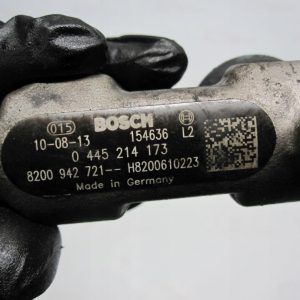 015 BOSCH
10-08-13 154636 L2
0 445 214 173
8200 942 721-- H8200610223
Made in Germany